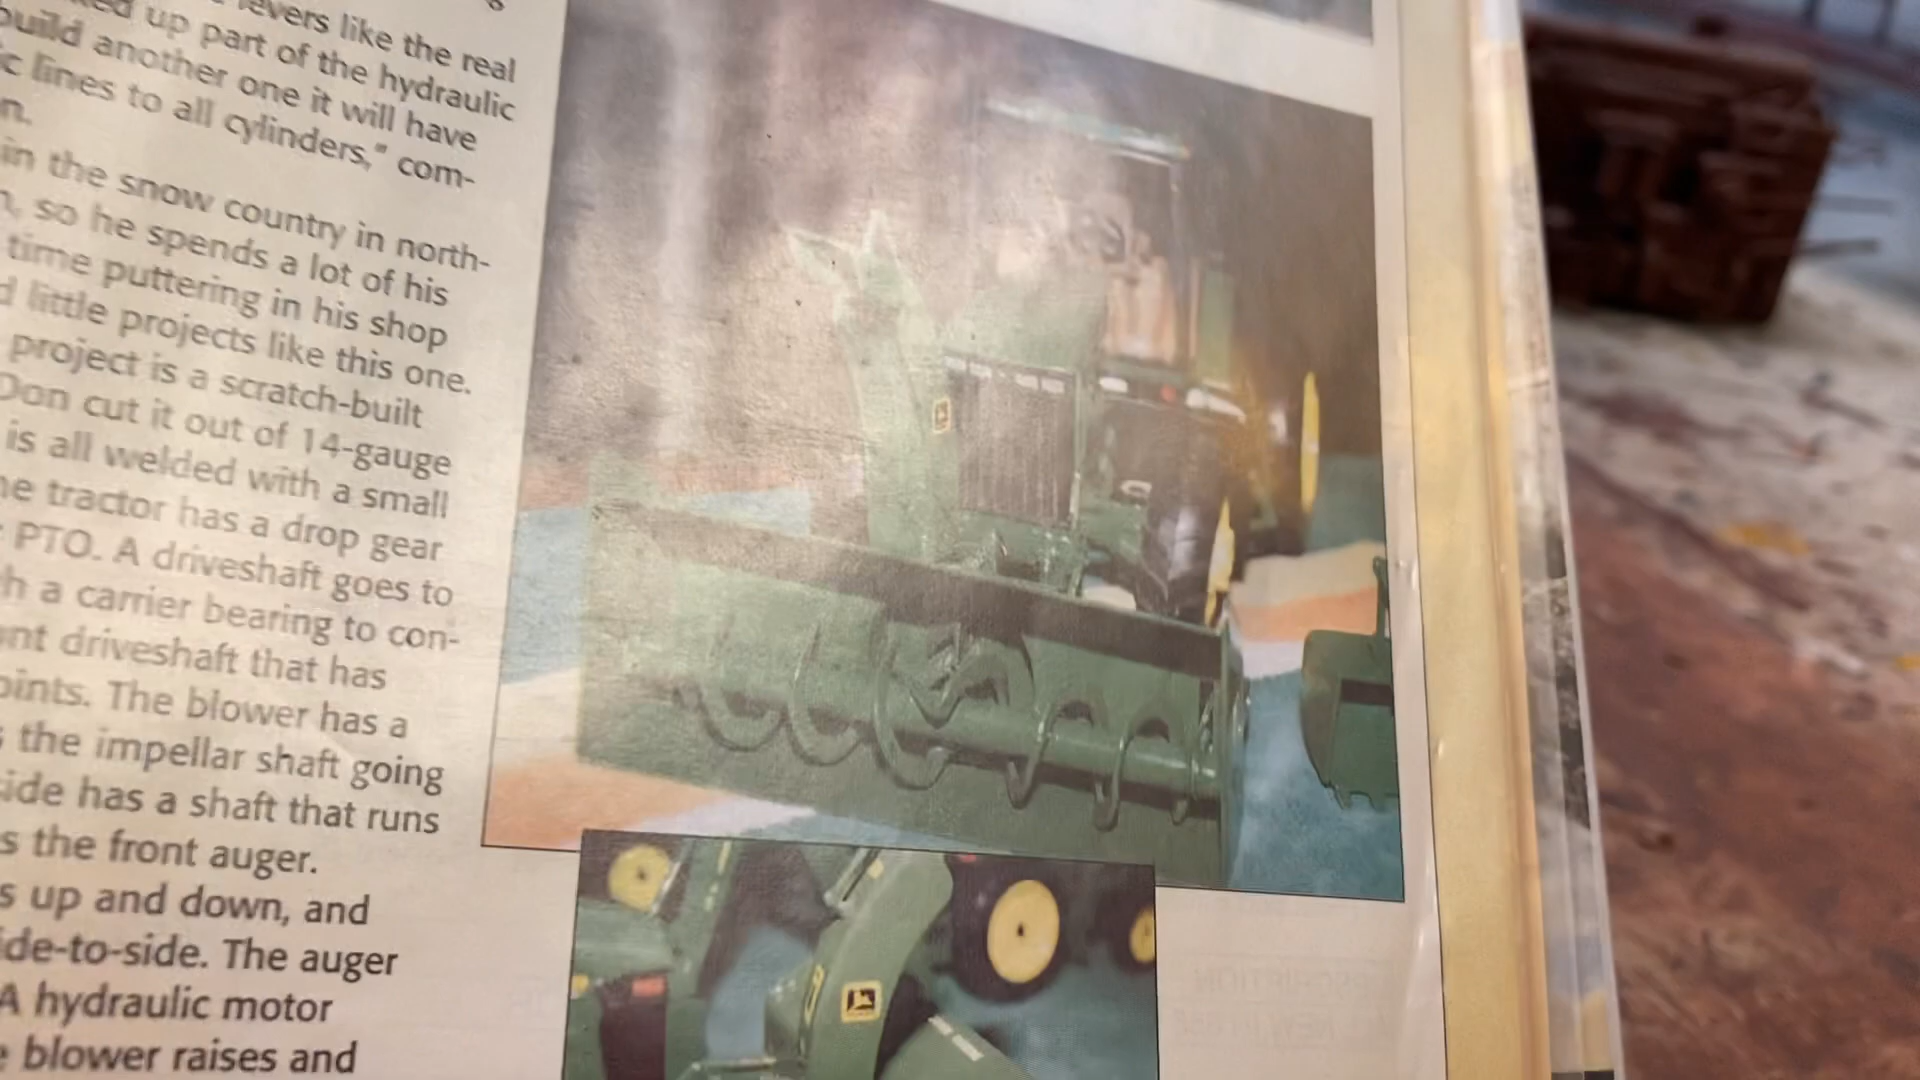 levers like the real
up part of the hydraulic
build another one it will have
lines to all cylinders," com-
in the snow country in north-
, so he spends a lot of his
time puttering in his shop
little projects like this one.
project is a scratch-built
Don cut it out of 14-gauge
is all welded with a small
tractor has a drop gear
PTO. A driveshaft goes to
a carrier bearing to con-
driveshaft that has
The blower has a
the impellar shaft going
has a shaft that runs
the front auger.
up and down, and
The auger
A hydraulic motor
blower raises and